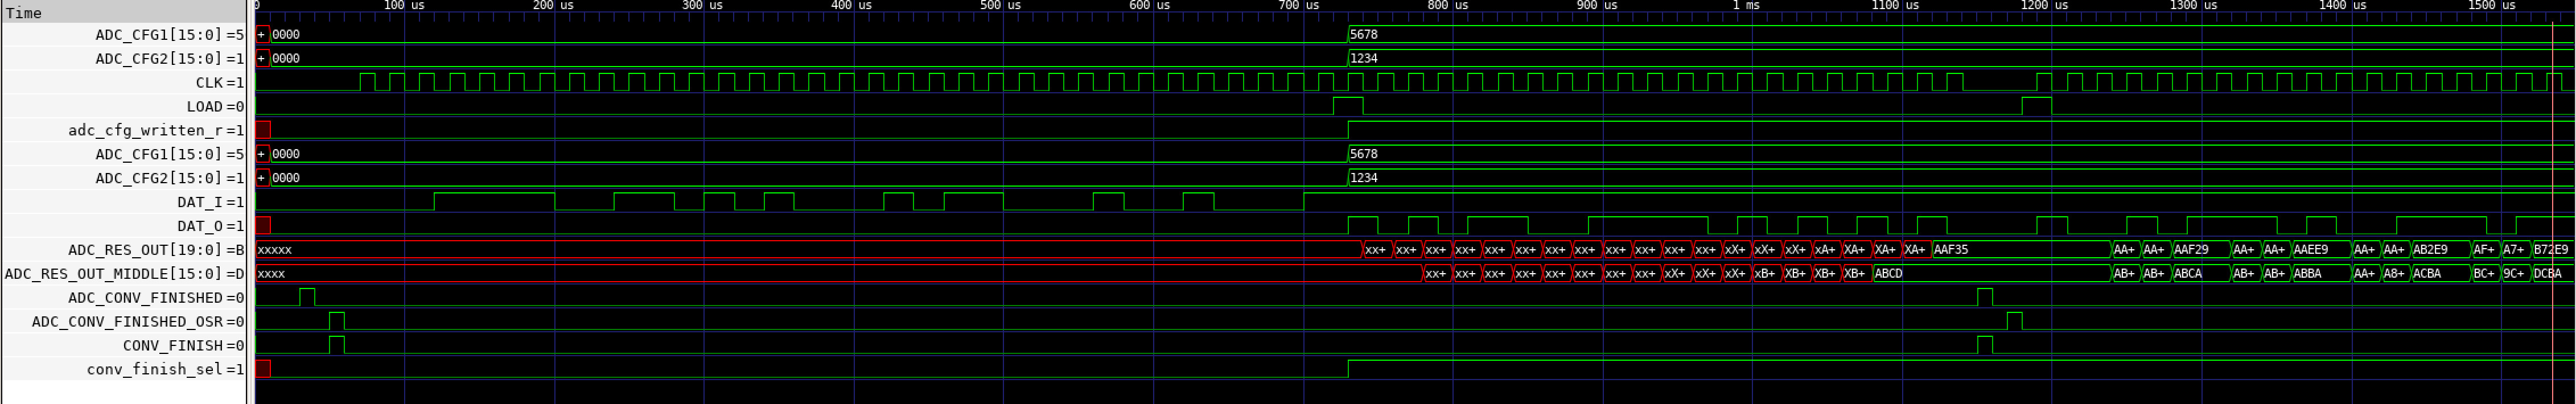 Time 0 100 us 200 us 300 us 400 us 500 us 600 us 700 us 800 us 900 us 1 ms 1100 us 1200 us 1300 us 1400 us 1500 us
ADC_CFG1[15:0] =5 + 0000 5678
ADC_CFG2[15:0] =1 + 0000 1234
CLK =1
LOAD =0
adc_cfg_written_r =1
ADC_CFG1[15:0] =5 + 0000 5678
ADC_CFG2[15:0] =1 + 0000 1234
DAT_I =1
DAT_O =1
ADC_RES_OUT[19:0] =B xxxxx xx+ xx+ xx+ xx+ xx+ xx+ xx+ xx+ xx+ xx+ xx+ xx+ xX+ xX+ xX+ xA+ XA+ XA+ XA+ AAF35 AA+ AA+ AAF29 AA+ AA+ AAEE9 AA+ AA+ AB2E9 AF+ A7+ B72E9
ADC_RES_OUT_MIDDLE[15:0] =D xxxx xx+ xx+ xx+ xx+ xx+ xx+ xx+ xx+ xX+ xX+ xX+ xB+ XB+ XB+ XB+ ABCD AB+ AB+ ABCA AB+ AB+ ABBA AA+ A8+ ACBA BC+ 9C+ DCBA
ADC_CONV_FINISHED =0
ADC_CONV_FINISHED_OSR =0
CONV_FINISH =0
conv_finish_sel =1